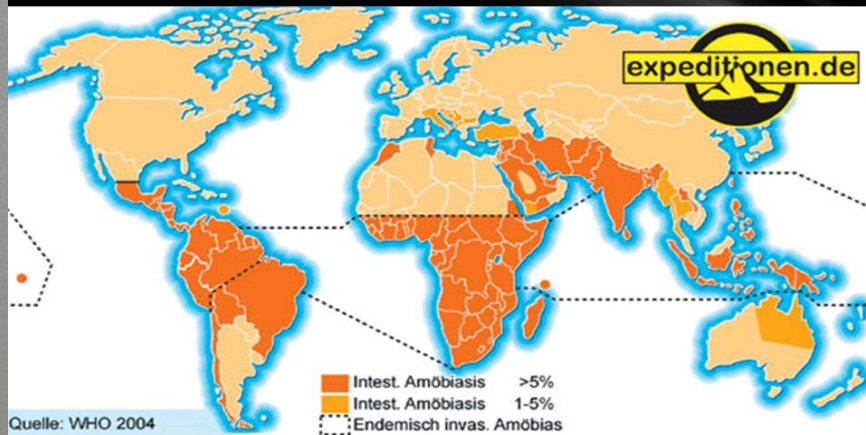 expeditionen.de
Intest. Amöbiasis >5%
Intest. Amöbiasis 1-5%
Endemisch invas. Amöbias
Quelle: WHO 2004